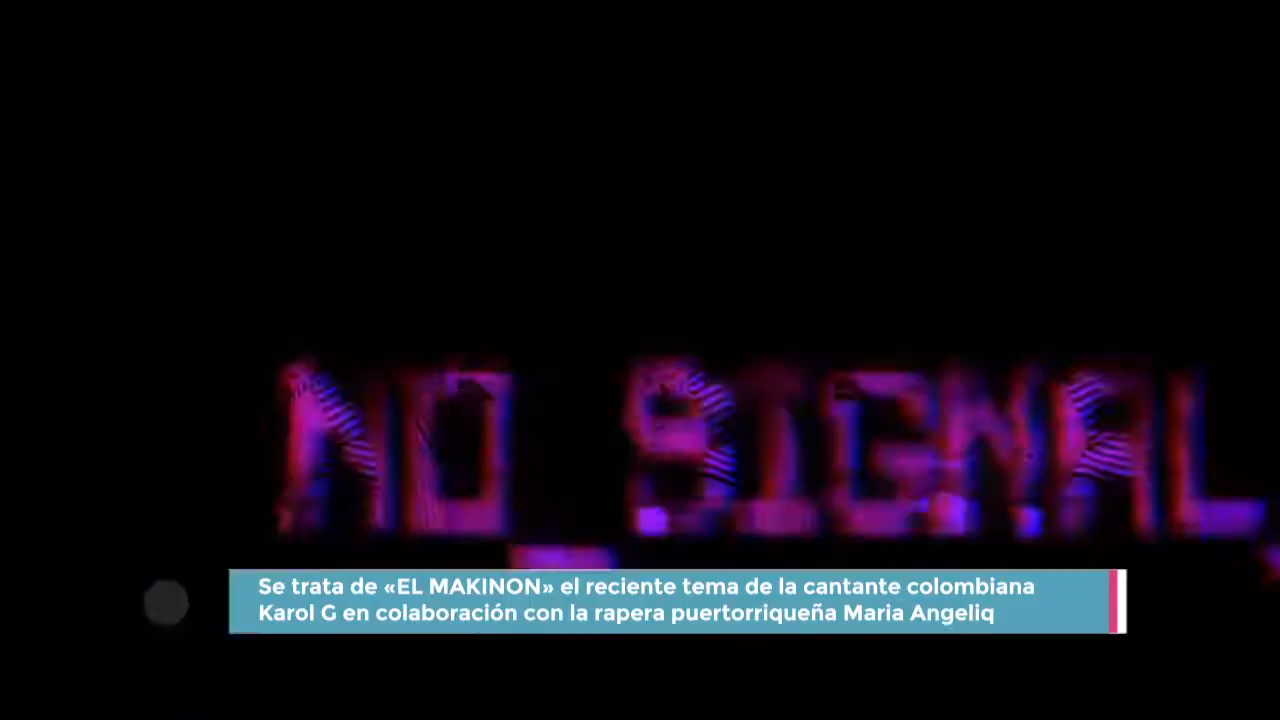 NO SIGNAL
Se trata de «EL MAKINON» el reciente tema de la cantante colombiana
Karol G en colaboración con la rapera puertorriqueña Maria Angeliq